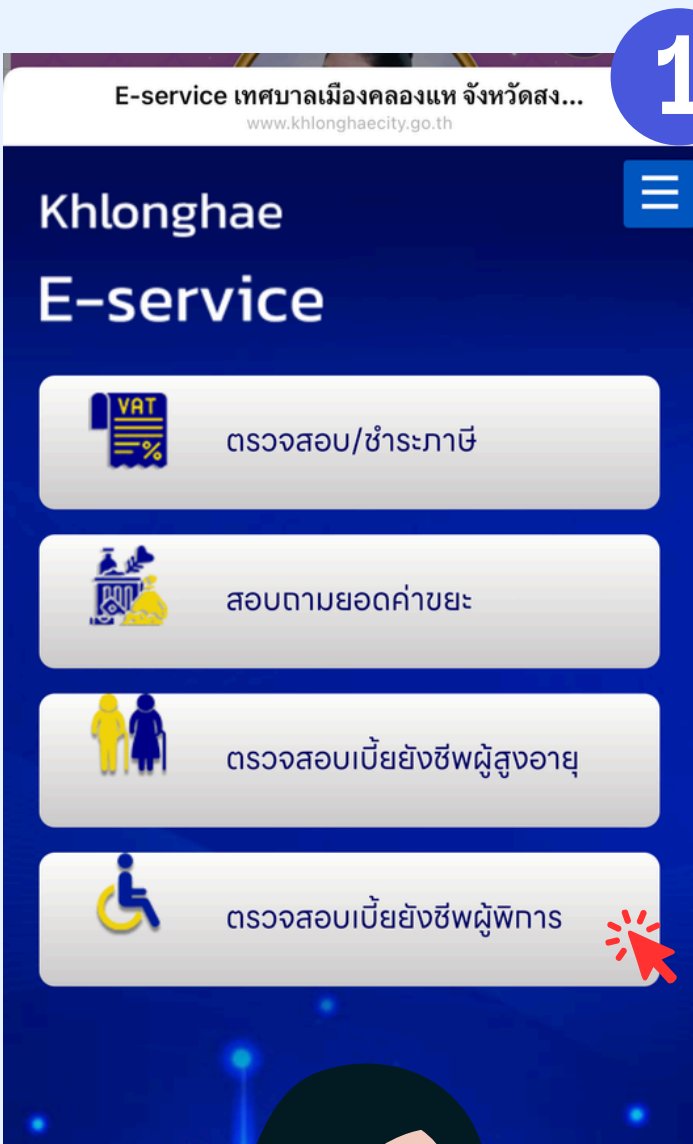 1
E-service เทศบาลเมืองคลองแห จังหวัดสง...
www.khlonghaecity.go.th
Khlonghae
E-service
VAT
%
ตรวจสอบ/ชำระภาษี
สอบถามยอดค่าขยะ
ตรวจสอบเบี้ยยังชีพผู้สูงอายุ
ตรวจสอบเบี้ยยังชีพผู้พิการ